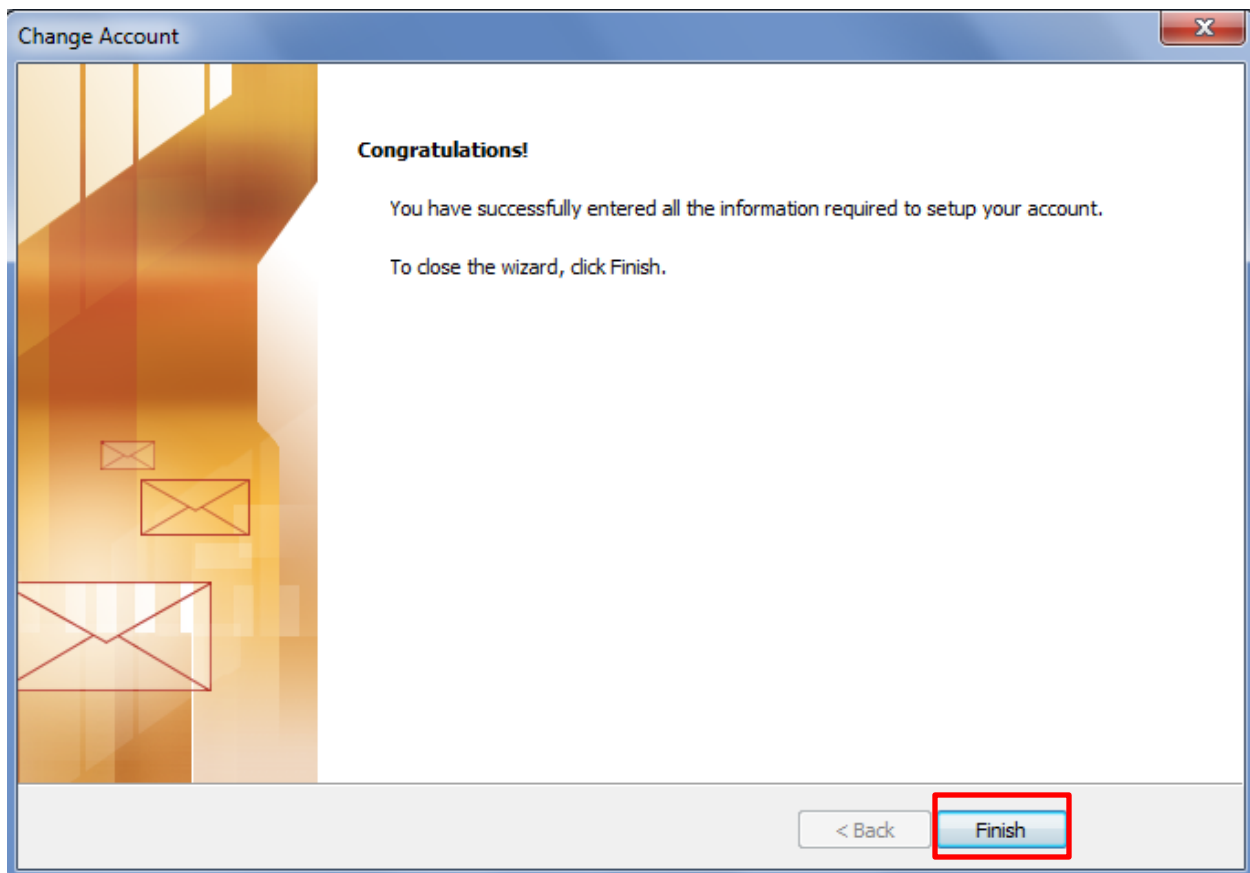 Change Account
Congratulations!
You have successfully entered all the information required to setup your account.
To close the wizard, click Finish.
< Back
Finish